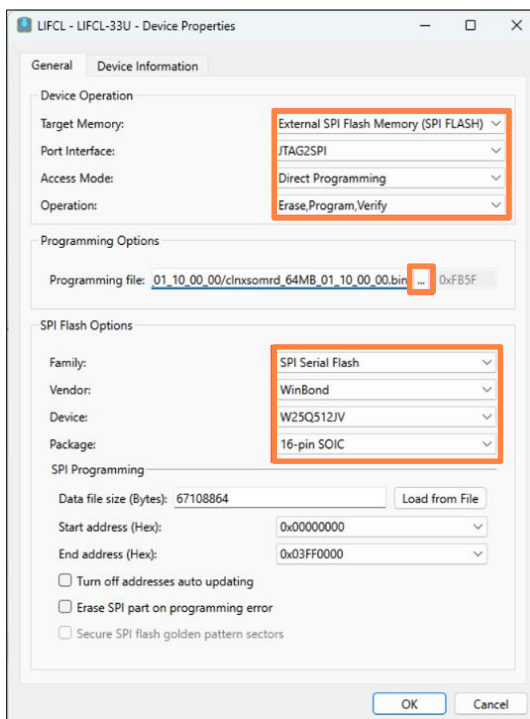 LIFCL - LIFCL-33U - Device Properties
General Device Information
Device Operation
Target Memory: External SPI Flash Memory (SPI FLASH)
Port Interface: JTAG2SPI
Access Mode: Direct Programming
Operation: Erase,Program,Verify
Programming Options
Programming file: 01_10_00_00/clnxsomrd_64MB_01_10_00_00.bin ... 0xFB5F
SPI Flash Options
Family: SPI Serial Flash
Vendor: WinBond
Device: W25Q512JV
Package: 16-pin SOIC
SPI Programming
Data file size (Bytes): 67108864 Load from File
Start address (Hex): 0x00000000
End address (Hex): 0x03FF0000
Turn off addresses auto updating
Erase SPI part on programming error
Secure SPI flash golden pattern sectors
OK Cancel